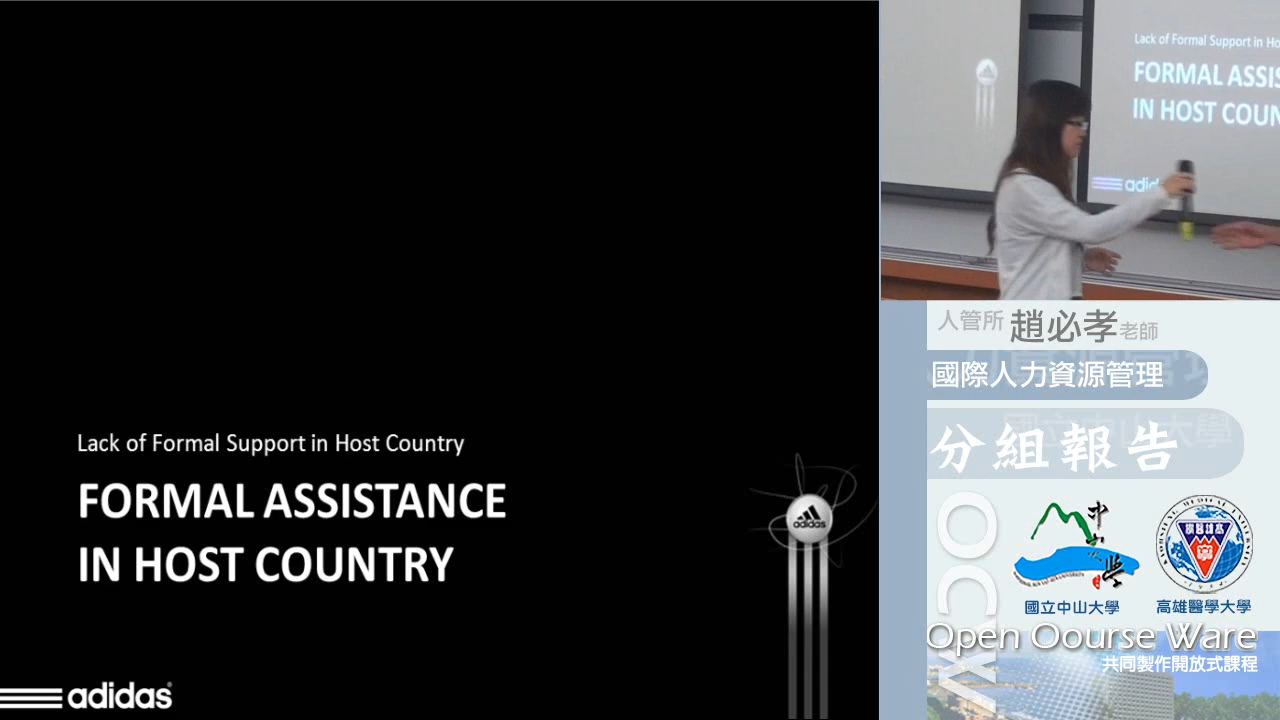 Lack of Formal Support in Host Country
FORMAL ASSISTANCE
IN HOST COUNTRY
adidas
adidas
Lack of Formal Support in Ho
FORMAL ASSIS
IN HOST COUN
adid
人管所 趙必孝老師
國際人力資源管理
分組報告
OCW
國立中山大學
高雄醫學大學
Open Oourse Ware
共同製作開放式課程